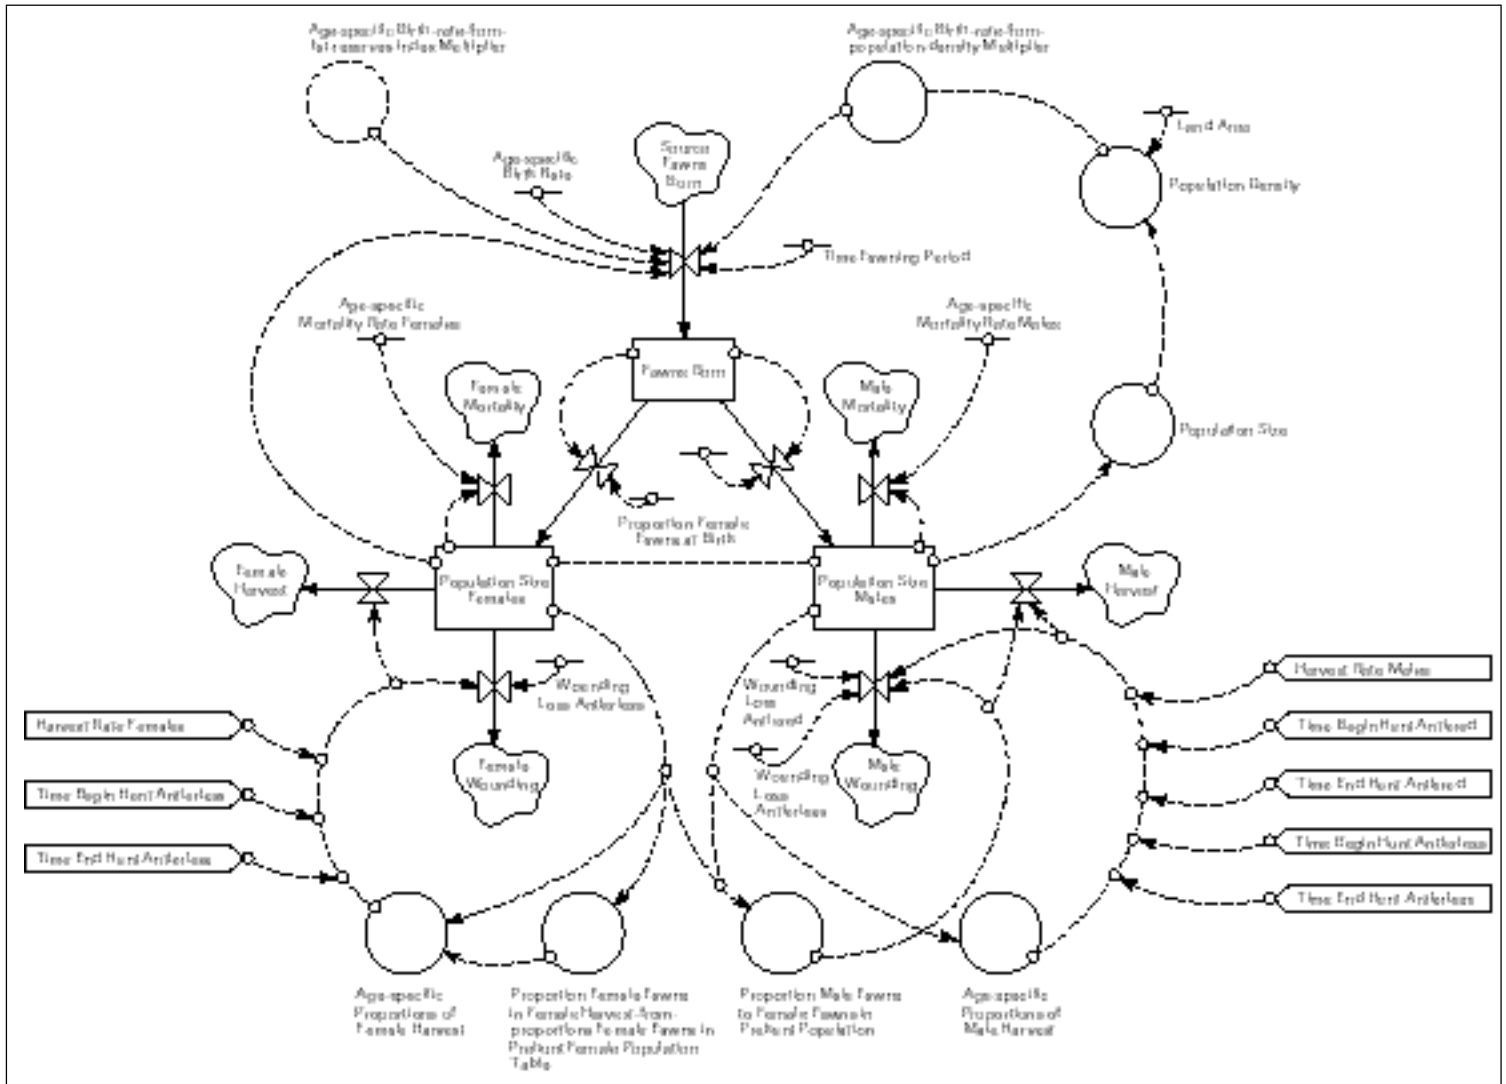 Age-specific Birth-rate-from-
fat-reserves-index Multiplier
Age-specific Birth-rate-from-
population-density Multiplier
Land Area
Source
Fawns
Born
Age-specific
Birth Rate
Population Density
Time Fawning Period
Age-specific
Mortality Rate Females
Age-specific
Mortality Rate Males
Fawns Born
Female
Mortality
Male
Mortality
Population Size
Proportion Female
Fawns at Birth
Female
Harvest
Population Size
Females
Population Size
Males
Male
Harvest
Wounding
Loss Antlerless
Wounding
Loss
Antlered
Harvest Rate Males
Harvest Rate Females
Time Begin Hunt Antlered
Female
Wounding
Wounding
Loss
Antlerless
Male
Wounding
Time End Hunt Antlered
Time Begin Hunt Antlerless
Time Begin Hunt Antlerless
Time End Hunt Antlerless
Time End Hunt Antlerless
Age-specific
Proportions of
Female Harvest
Proportion Female Fawns
in Female Harvest-from-
proportions Female Fawns in
Prehunt Female Population
Table
Proportion Male Fawns
to Female Fawns in
Prehunt Population
Age-specific
Proportions of
Male Harvest